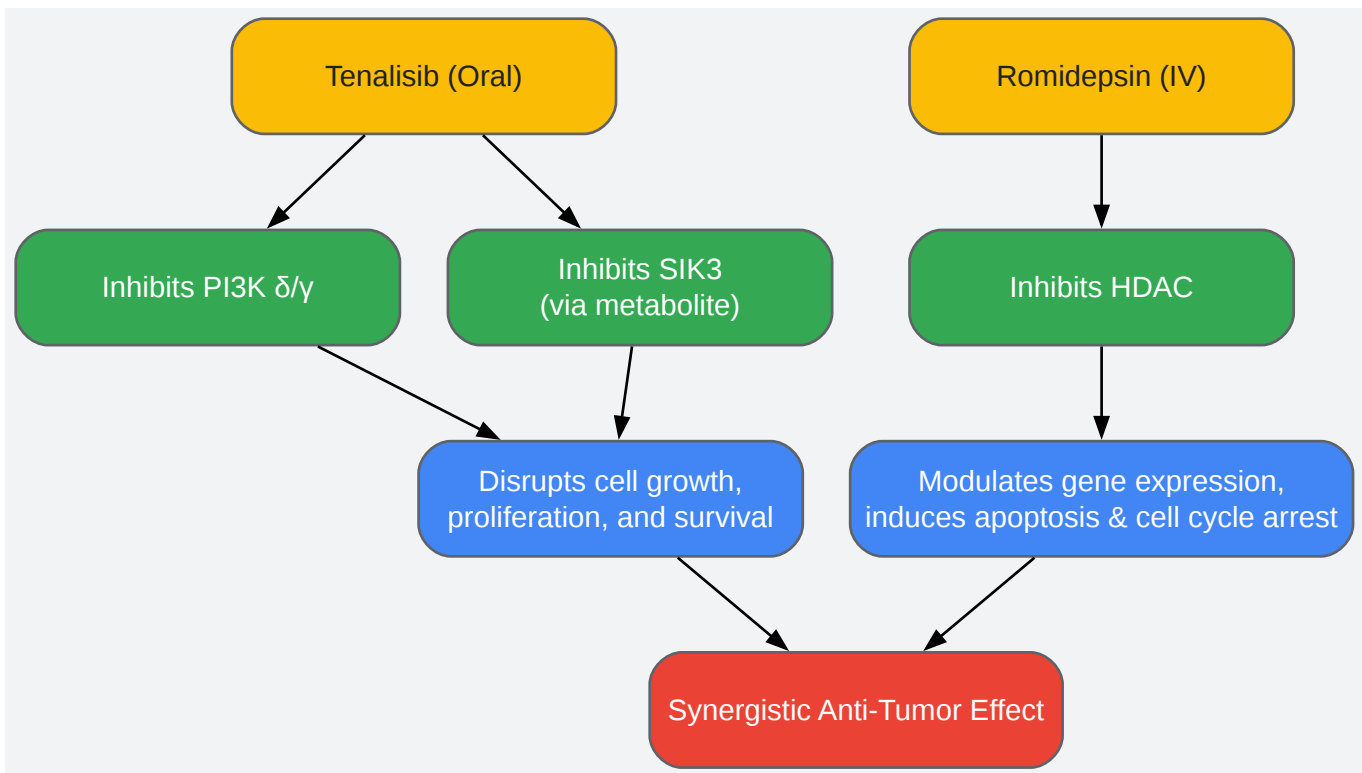 Tenalisib (Oral)
Romidepsin (IV)
Inhibits PI3K δ/γ
Inhibits SIK3
(via metabolite)
Inhibits HDAC
Disrupts cell growth,
proliferation, and survival
Modulates gene expression,
induces apoptosis & cell cycle arrest
Synergistic Anti-Tumor Effect